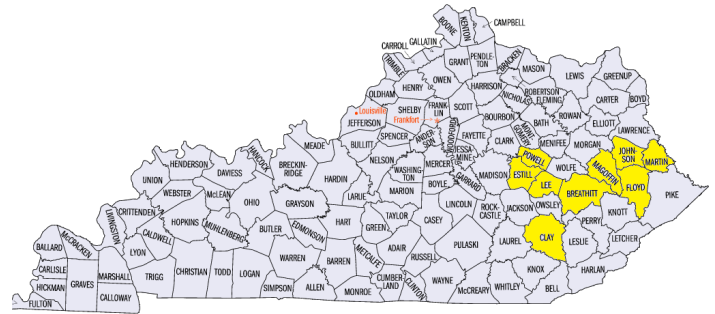 BOONE
KENTON
CAMPBELL
CARROLL
GALLATIN
TRIMBLE
GRANT
PENDLE-
TON
BRACKEN
MASON
LEWIS
GREENUP
OWEN
HENRY
OLDHAM
HARRISON
NICHOLAS
ROBERTSON
FLEMING
CARTER
BOYD
Louisville
SHELBY
FRANK
LIN
Frankfort
SCOTT
BOURBON
ROWAN
ELLIOTT
LAWRENCE
JEFFERSON
SPENCER
ANDER
SON
WOODFORD
FAYETTE
CLARK
MONT-
GOMERY
BATH
MENIFEE
MORGAN
JOHN-
SON
MARTIN
MEADE
BULLITT
NELSON
WASHING-
TON
MERCER
JESSA
MINE
MADISON
ESTILL
POWELL
WOLFE
MAGOFFIN
FLOYD
PIKE
HANCOCK
BRECKIN-
RIDGE
HARDIN
LARUE
MARION
BOYLE
GARRARD
LEE
BREATHITT
HENDERSON
DAVIESS
UNION
WEBSTER
McLEAN
OHIO
GRAYSON
HART
GREEN
TAYLOR
CASEY
LINCOLN
ROCK-
CASTLE
JACKSON
OWSLEY
PERRY
KNOTT
CRITTENDEN
LIVINGSTON
HOPKINS
MUHLENBERG
BUTLER
EDMONSON
ADAIR
RUSSELL
PULASKI
LAUREL
CLAY
LESLIE
LETCHER
BALLARD
McCRACKEN
LYON
CALDWELL
WARREN
BARREN
METCALFE
KNOX
HARLAN
CARLISLE
HICKMAN
FULTON
GRAVES
MARSHALL
CALLOWAY
TRIGG
CHRISTIAN
TODD
LOGAN
SIMPSON
ALLEN
MONROE
CUMBER-
LAND
CLINTON
WAYNE
McCREARY
WHITLEY
BELL